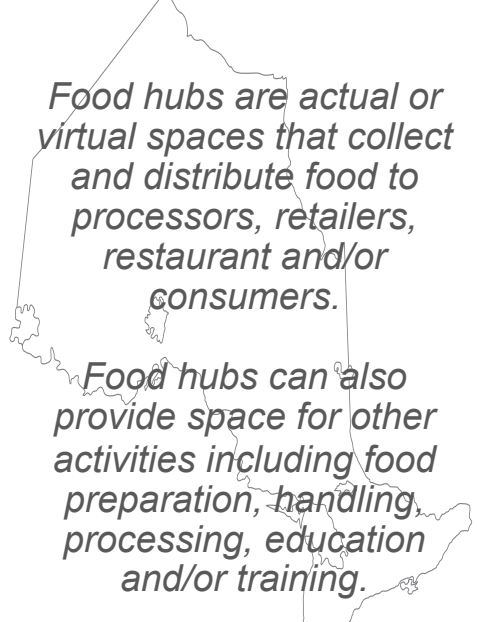 Food hubs are actual or
virtual spaces that collect
and distribute food to
processors, retailers,
restaurant and/or
consumers.
Food hubs can also
provide space for other
activities including food
preparation, handling,
processing, education
and/or training.